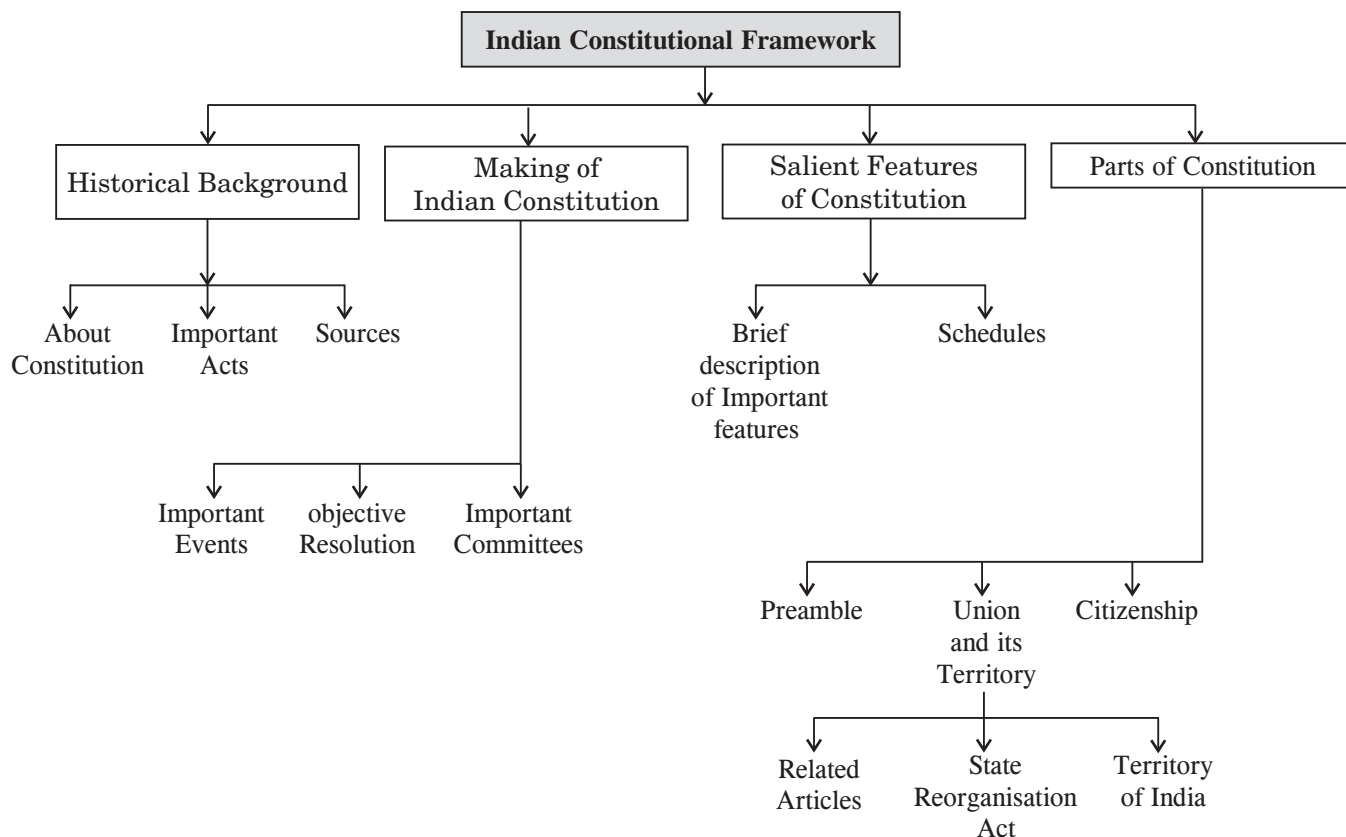 Indian Constitutional Framework
Historical Background
Making of
Indian Constitution
Salient Features
of Constitution
Parts of Constitution
About
Constitution
Important
Acts
Sources
Brief
description
of Important
features
Schedules
Important
Events
objective
Resolution
Important
Committees
Preamble
Union
and its
Territory
Citizenship
Related
Articles
State
Reorganisation
Act
Territory
of India